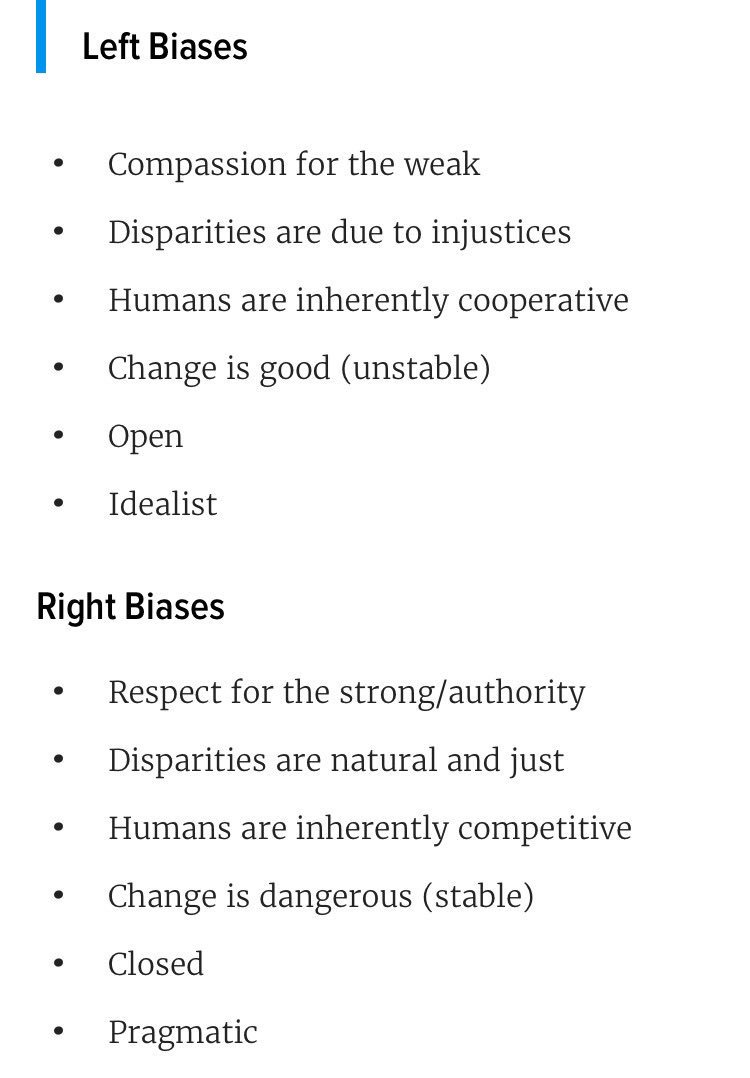 Left Biases
• Compassion for the weak
• Disparities are due to injustices
• Humans are inherently cooperative
• Change is good (unstable)
• Open
• Idealist
Right Biases
• Respect for the strong/authority
• Disparities are natural and just
• Humans are inherently competitive
• Change is dangerous (stable)
• Closed
• Pragmatic